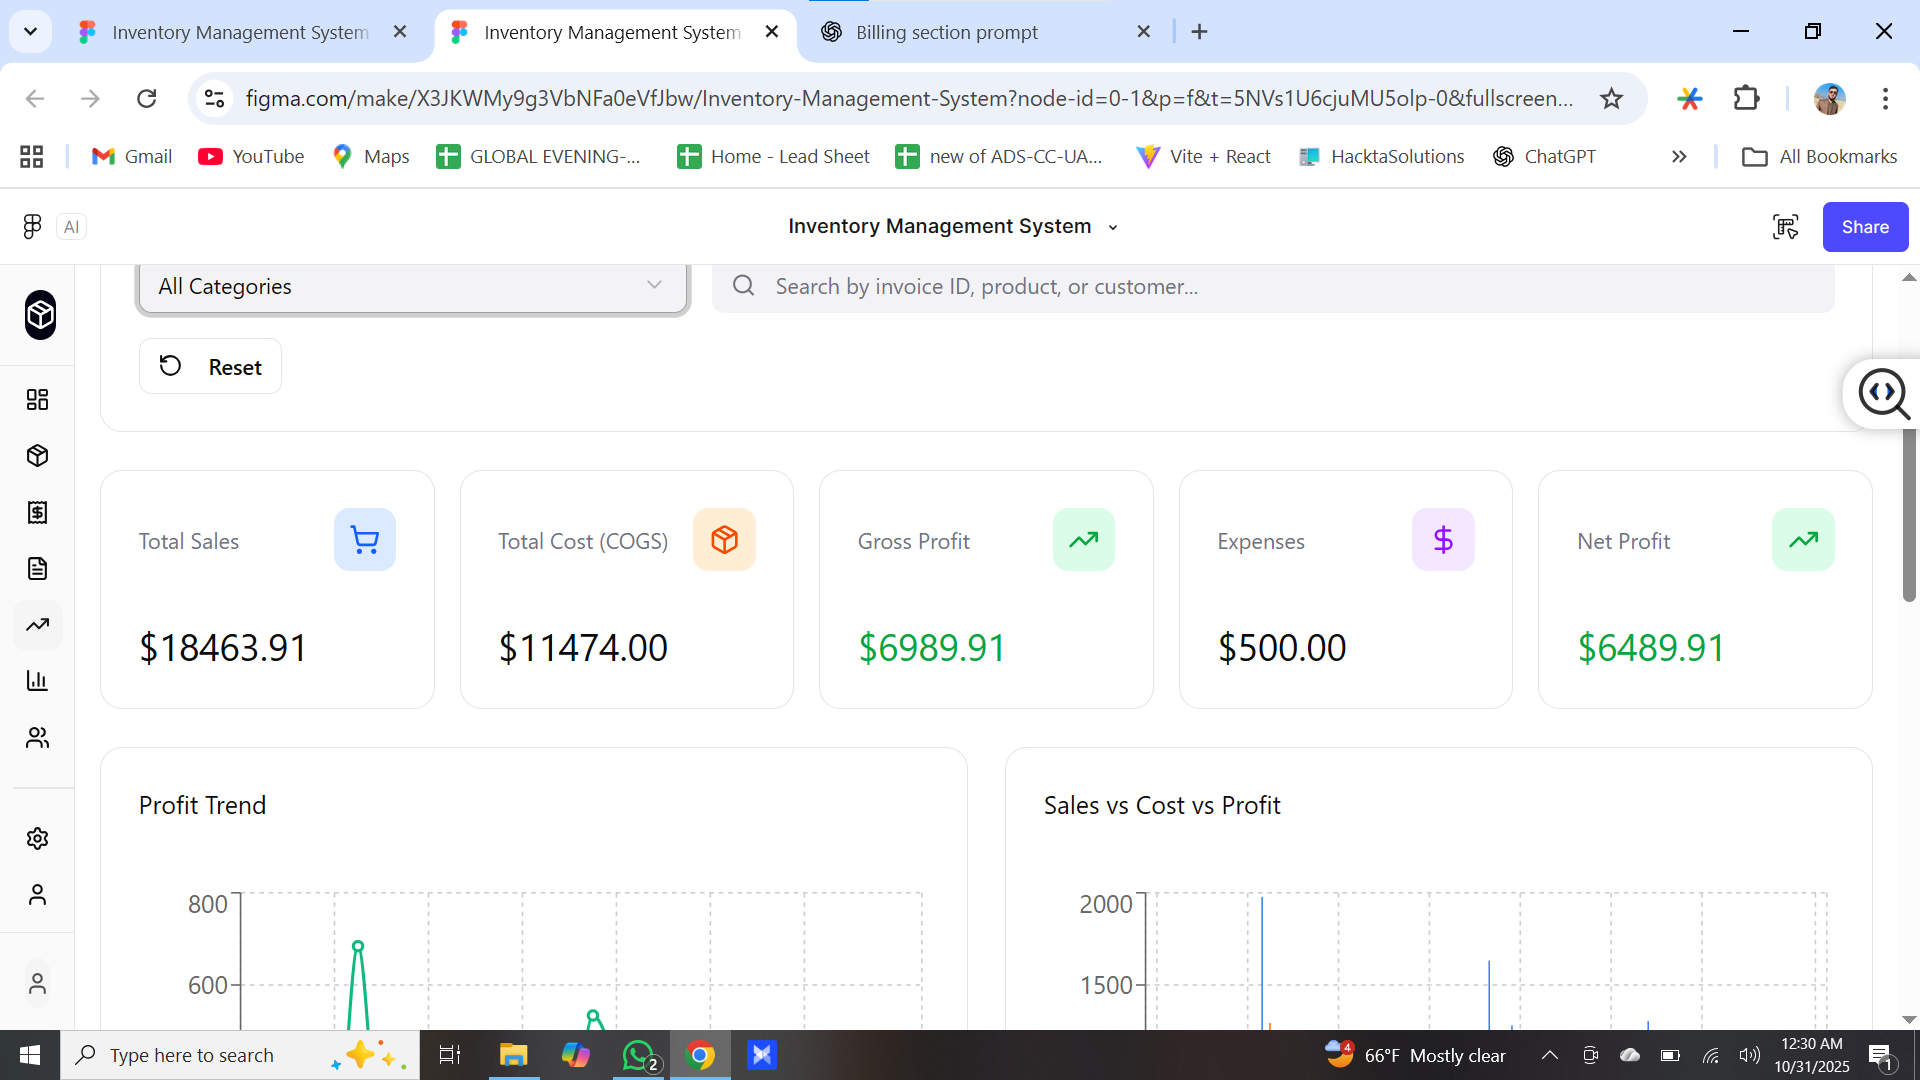 Inventory Management System
Inventory Management System
Billing section prompt
figma.com/make/X3JKWMy9g3VbNFa0eVfJbw/Inventory-Management-System?node-id=0-1&p=f&t=5NVs1U6cjuMU5olp-0&fullscreen...
Gmail
YouTube
Maps
GLOBAL EVENING-...
Home - Lead Sheet
new of ADS-CC-UA...
Vite + React
HacktaSolutions
ChatGPT
All Bookmarks
AI
Inventory Management System
Share
All Categories
Search by invoice ID, product, or customer...
Reset
Total Sales
$18463.91
Total Cost (COGS)
$11474.00
Gross Profit
$6989.91
Expenses
$500.00
Net Profit
$6489.91
Profit Trend
800
600
Sales vs Cost vs Profit
2000
1500
Type here to search
2
4
66°F Mostly clear
12:30 AM
10/31/2025
1